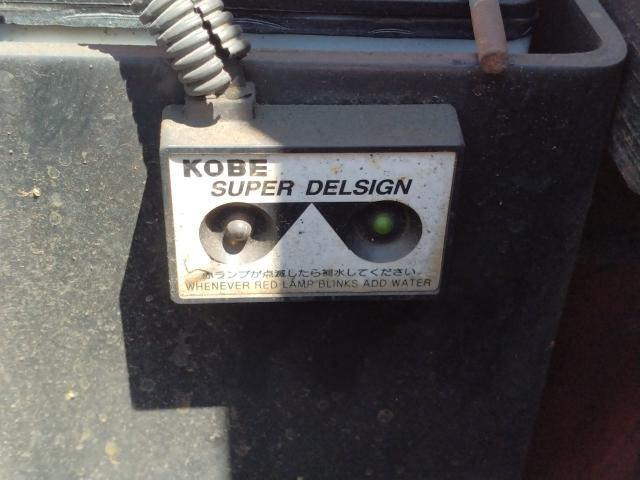 KOBE
SUPER DELSIGN
赤ランプが点滅したら補水してください。
WHENEVER RED LAMP BLINKS ADD WATER